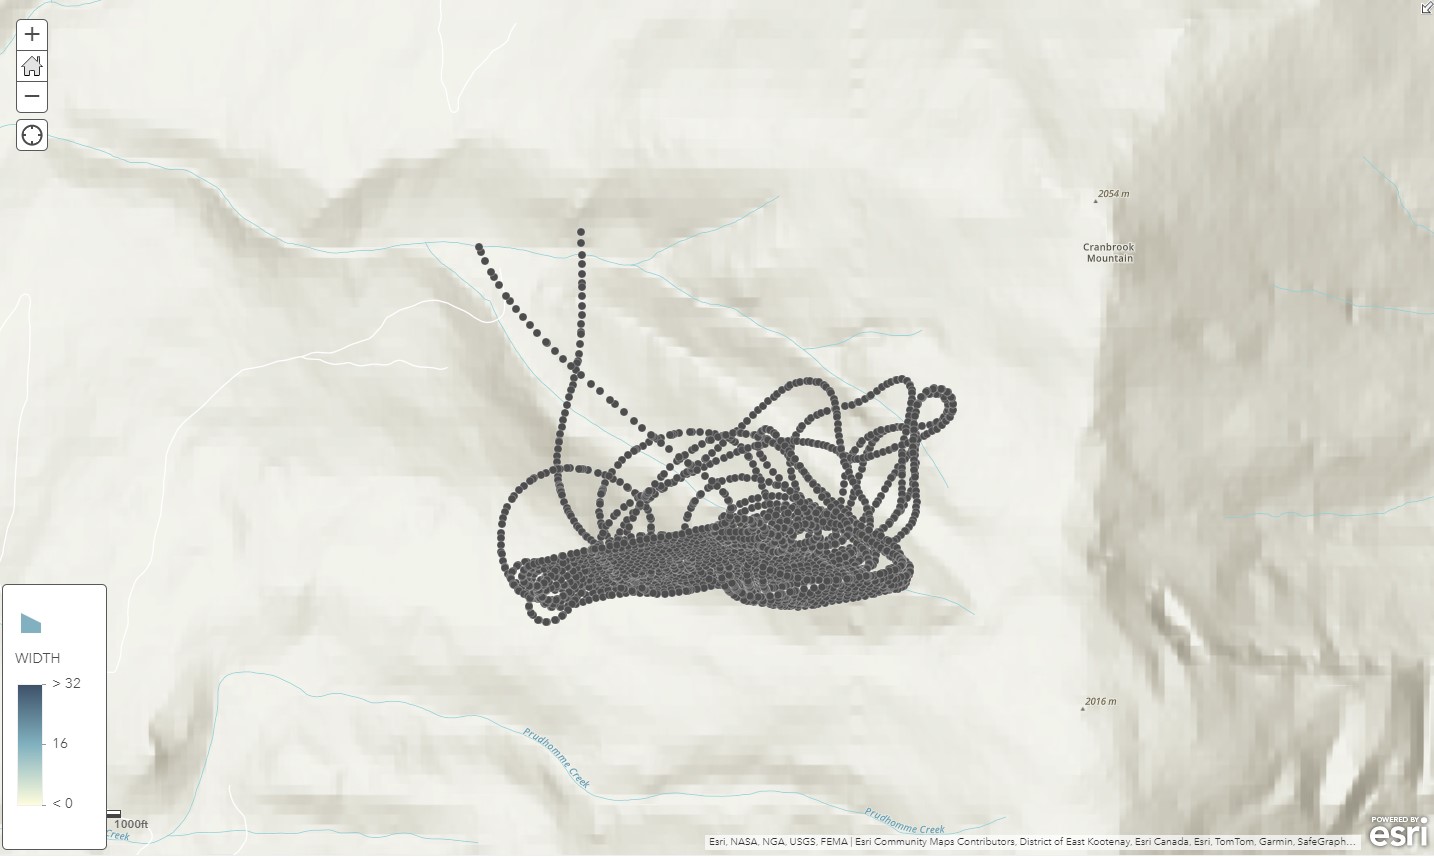 +
−
2054 m
Cranbrook
Mountain
WIDTH
> 32
16
< 0
2016 m
Prudhomme Creek
Prudhomme Creek
1000ft
Creek
POWERED BY
esri
Esri, NASA, NGA, USGS, FEMA | Esri Community Maps Contributors, District of East Kootenay, Esri Canada, Esri, TomTom, Garmin, SafeGraph...